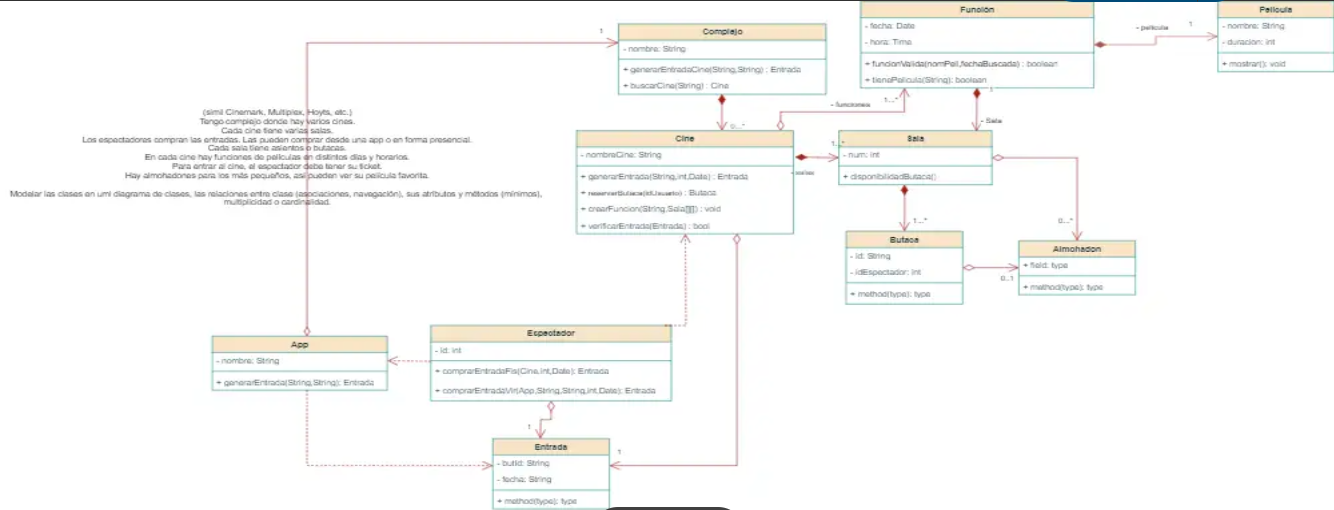 Función
- fecha: Date
- hora: Time
+ funcionValida(nomPel,fechaBuscada) : boolean
+ tienePelicula(String): boolean
- pelicula
1
Pelicula
- nombre: String
- duracion: int
+ mostrar(): void
1
Complejo
- nombre: String
+ generarEntradaCine(String,String) : Entrada
+ buscarCine(String) : Cine
0...*
- funciones
1...*
1
- Sala
(simil Cinemark, Multiplex, Hoyts, etc.)
Tengo complejo donde hay varios cines.
Cada cine tiene varias salas.
Los espectadores compran las entradas. Las pueden comprar desde una app o en forma presencial.
Cada sala tiene asientos o butacas.
En cada cine hay funciones de películas en distintos días y horarios.
Para entrar al cine, el espectador debe tener su ticket.
Hay almohadones para los más pequeños, así pueden ver su película favorita.
Modelar las clases en uml diagrama de clases, las relaciones entre clase (asociaciones, navegación), sus atributos y métodos (mínimos),
multiplicidad o cardinalidad.
Cine
- nombreCine: String
+ generarEntrada(String,int,Date) : Entrada
+ reservarButaca(intUsuario) : Butaca
+ crearFuncion(String,Sala[][]) : void
+ verificarEntrada(Entrada) : bool
1...*
- salas
Sala
- num: int
+ disponibilidadButaca()
1...*
0...*
Butaca
- id: String
- idEspectador: int
+ method(type): type
0..1
Almohadon
+ field: type
+ method(type): type
App
- nombre: String
+ generarEntrada(String,String): Entrada
Espectador
- id: int
+ comprarEntradaFis(Cine,int,Date): Entrada
+ comprarEntradaVir(App,String,String,int,Date): Entrada
1
1
Entrada
- butId: String
- fecha: String
+ method(type): type